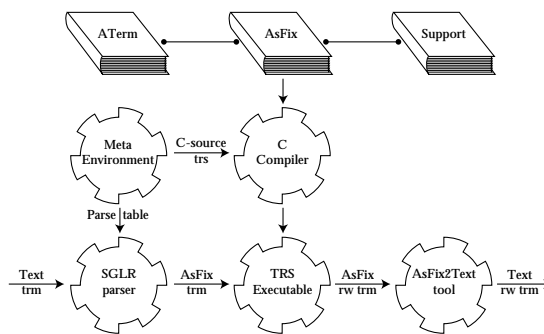 ATerm
AsFix
Support
Meta
Environment
C-source
trs
C
Compiler
Parse table
Text
trm
SGLR
parser
AsFix
trm
TRS
Executable
AsFix
rw trm
AsFix2Text
tool
Text
rw trm